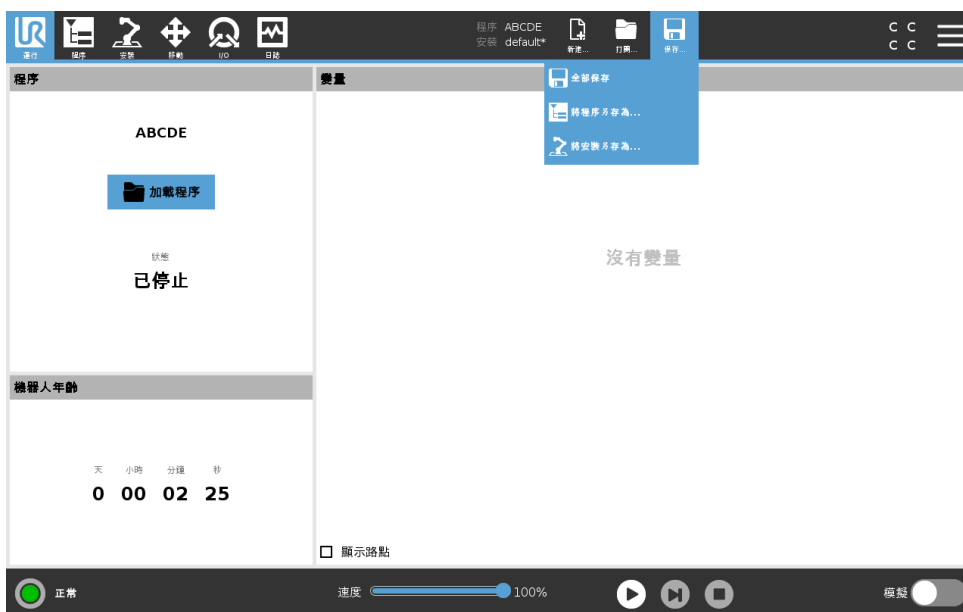 UR
運行
程序
安裝
移動
I/O
日誌
程序 ABCDE
安裝 default*
新建...
打開...
保存...
C C
C C
全部保存
將程序另存為...
將安裝另存為...
程序
ABCDE
加載程序
狀態
已停止
變量
沒有變量
顯示路點
機器人年齡
天 小時 分鐘 秒
0 00 02 25
正常
速度 100%
模擬